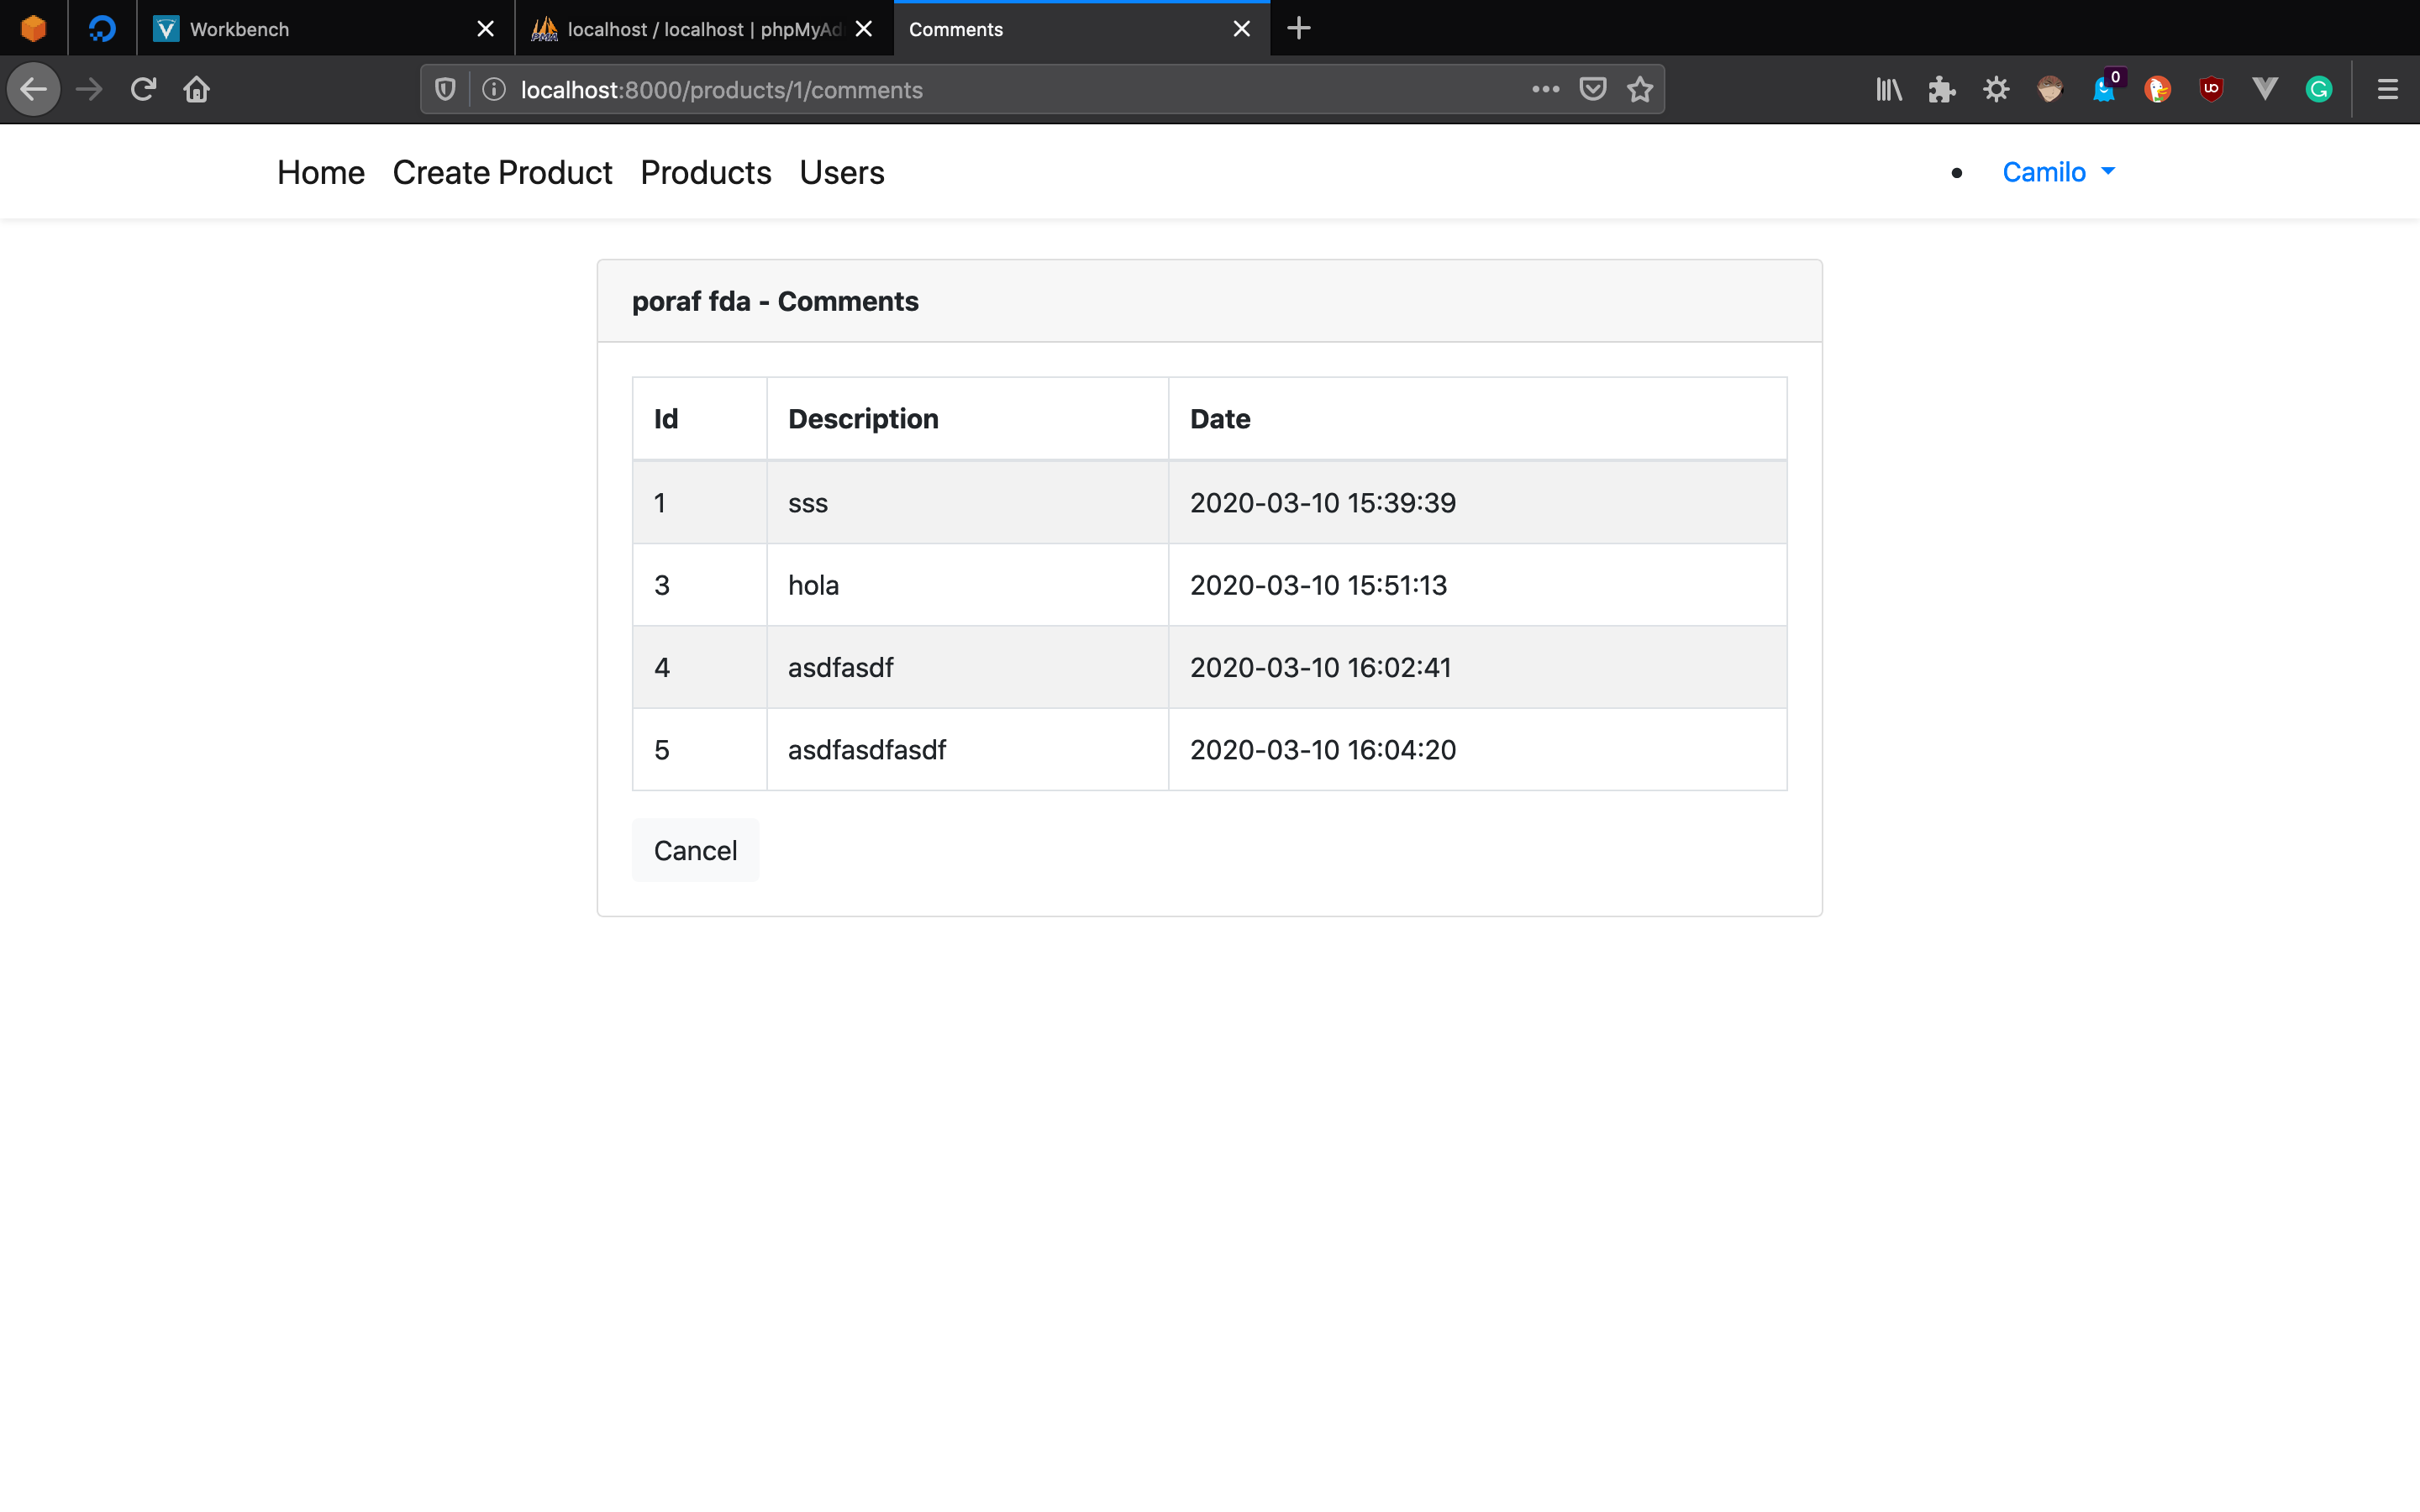 Workbench
localhost / localhost | phpMyAd
Comments
localhost:8000/products/1/comments
0
Home Create Product Products Users
Camilo
poraf fda - Comments
Id Description Date
1 sss 2020-03-10 15:39:39
3 hola 2020-03-10 15:51:13
4 asdfasdf 2020-03-10 16:02:41
5 asdfasdfasdf 2020-03-10 16:04:20
Cancel